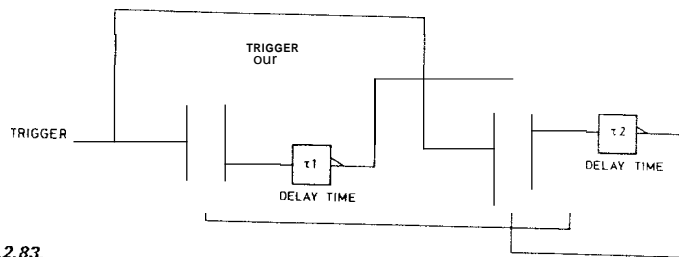 TRIGGER
our
TRIGGER
τ1
DELAY TIME
τ2
DELAY TIME
.2.83.